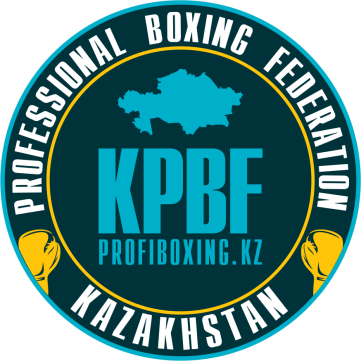 PROFESSIONAL BOXING FEDERATION
KPBF
PROFIBOXING.KZ
KAZAKHSTAN